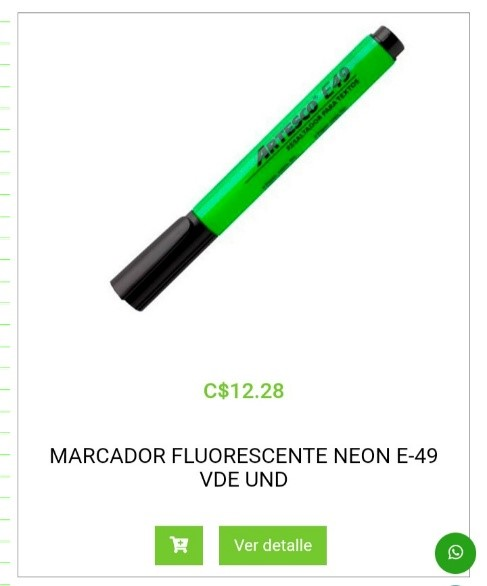 ARTESCO E49
RESALTADOR PARA TEXTOS
C$12.28
MARCADOR FLUORESCENTE NEON E-49
VDE UND
Ver detalle